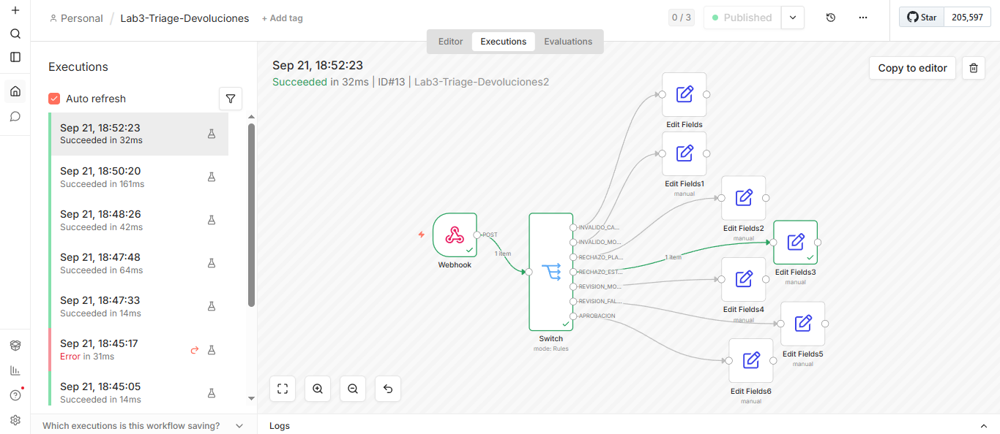 Personal / Lab3-Triage-Devoluciones + Add tag
0 / 3
Published
Star 205,597
Editor Executions Evaluations
Executions
Auto refresh
Sep 21, 18:52:23
Succeeded in 32ms
Sep 21, 18:50:20
Succeeded in 161ms
Sep 21, 18:48:26
Succeeded in 42ms
Sep 21, 18:47:48
Succeeded in 64ms
Sep 21, 18:47:33
Succeeded in 14ms
Sep 21, 18:45:17
Error in 31ms
Sep 21, 18:45:05
Succeeded in 14ms
Which executions is this workflow saving?
Sep 21, 18:52:23
Succeeded in 32ms | ID#13 | Lab3-Triage-Devoluciones2
Copy to editor
Webhook
POST
1 item
Switch
mode: Rules
INVALIDO_CA...
INVALIDO_MO...
RECHAZO_PLA...
RECHAZO_EST...
REVISION_MO...
REVISION_FAL...
APROBACION
1 item
Edit Fields
Edit Fields1
manual
Edit Fields2
manual
Edit Fields3
manual
Edit Fields4
manual
Edit Fields5
manual
Edit Fields6
manual
Logs